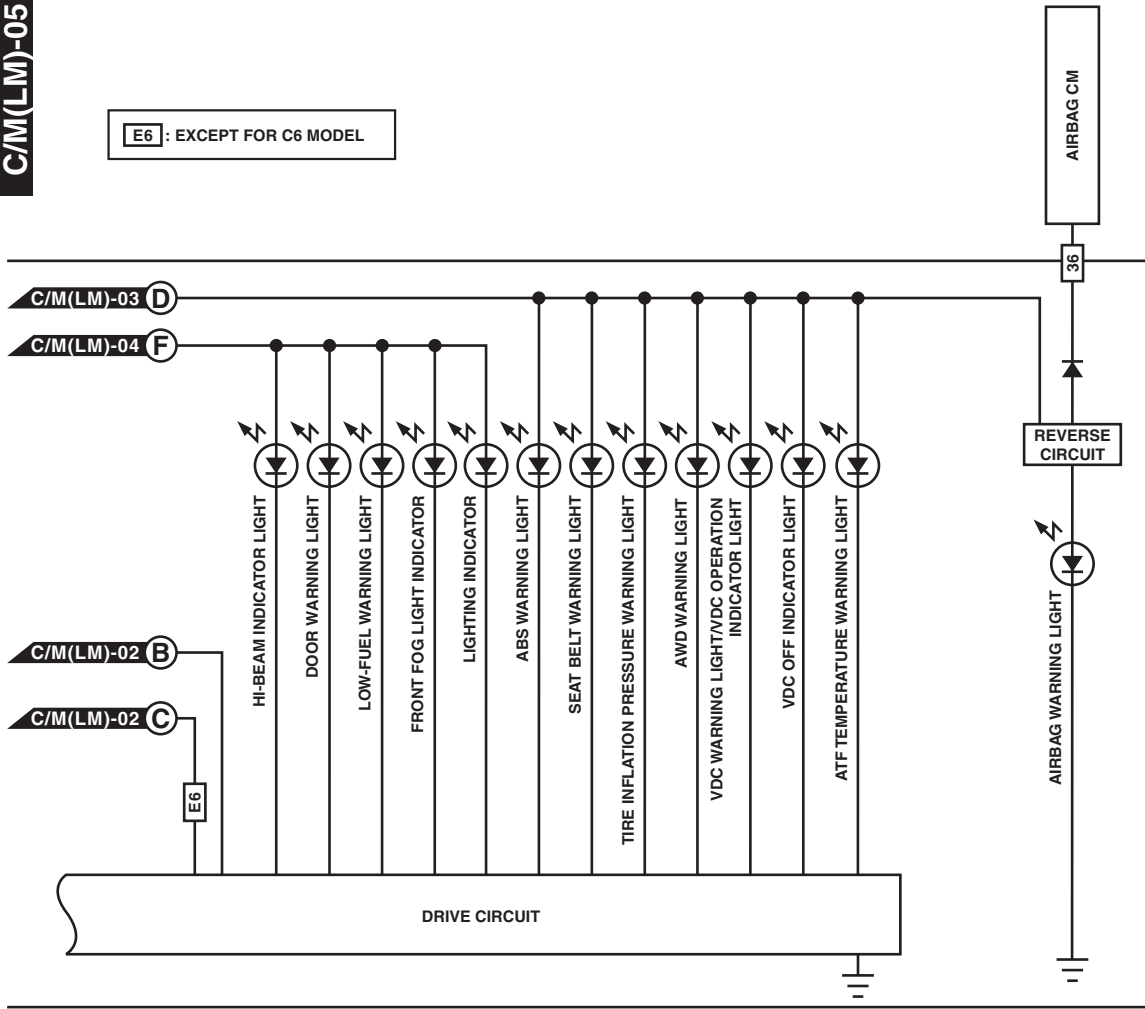 C/M(LM)-05
E6 : EXCEPT FOR C6 MODEL
AIRBAG CM
36
C/M(LM)-03 D
C/M(LM)-04 F
REVERSE
CIRCUIT
HI-BEAM INDICATOR LIGHT
DOOR WARNING LIGHT
LOW-FUEL WARNING LIGHT
FRONT FOG LIGHT INDICATOR
LIGHTING INDICATOR
ABS WARNING LIGHT
SEAT BELT WARNING LIGHT
TIRE INFLATION PRESSURE WARNING LIGHT
AWD WARNING LIGHT
VDC WARNING LIGHT/VDC OPERATION
INDICATOR LIGHT
VDC OFF INDICATOR LIGHT
ATF TEMPERATURE WARNING LIGHT
AIRBAG WARNING LIGHT
C/M(LM)-02 B
C/M(LM)-02 C
E6
DRIVE CIRCUIT